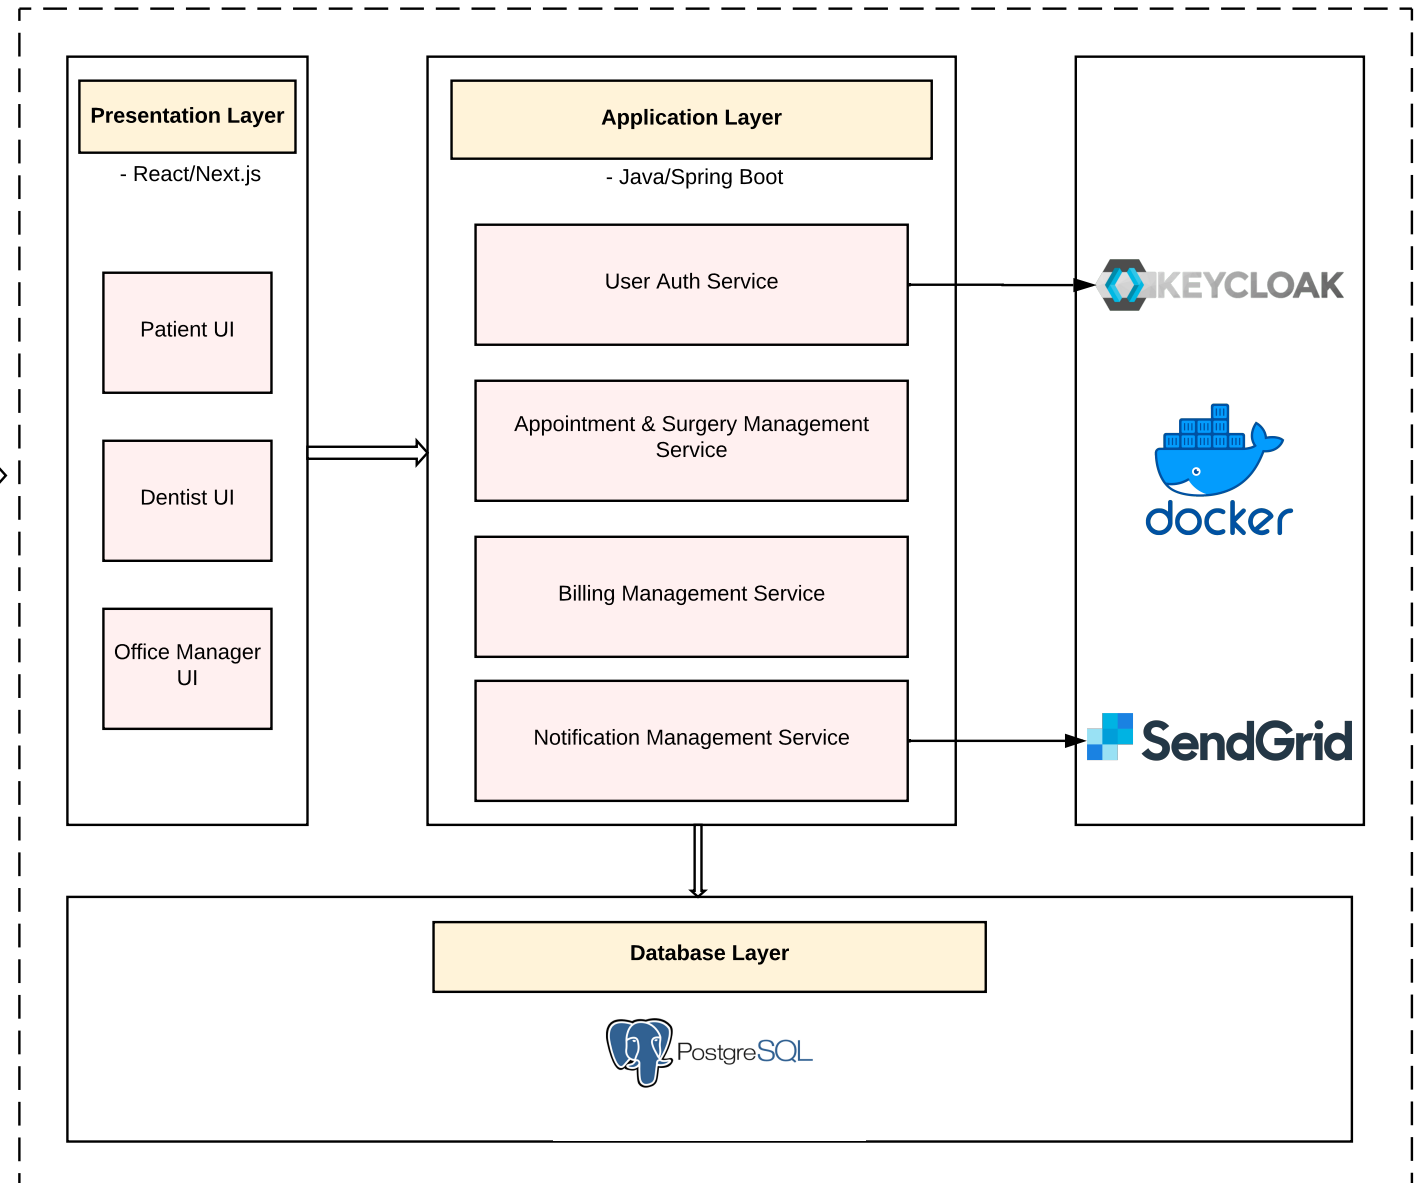 Presentation Layer
- React/Next.js
Patient UI
Dentist UI
Office Manager
UI
Application Layer
- Java/Spring Boot
User Auth Service
Appointment & Surgery Management
Service
Billing Management Service
Notification Management Service
KEYCLOAK
docker
SendGrid
Database Layer
PostgreSQL